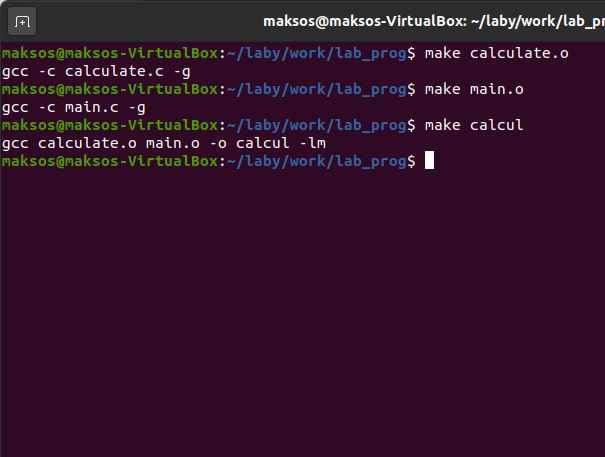 maksos@maksos-VirtualBox: ~/laby/work/lab_pr
maksos@maksos-VirtualBox:~/laby/work/lab_prog$ make calculate.o
gcc -c calculate.c -g
maksos@maksos-VirtualBox:~/laby/work/lab_prog$ make main.o
gcc -c main.c -g
maksos@maksos-VirtualBox:~/laby/work/lab_prog$ make calcul
gcc calculate.o main.o -o calcul -lm
maksos@maksos-VirtualBox:~/laby/work/lab_prog$